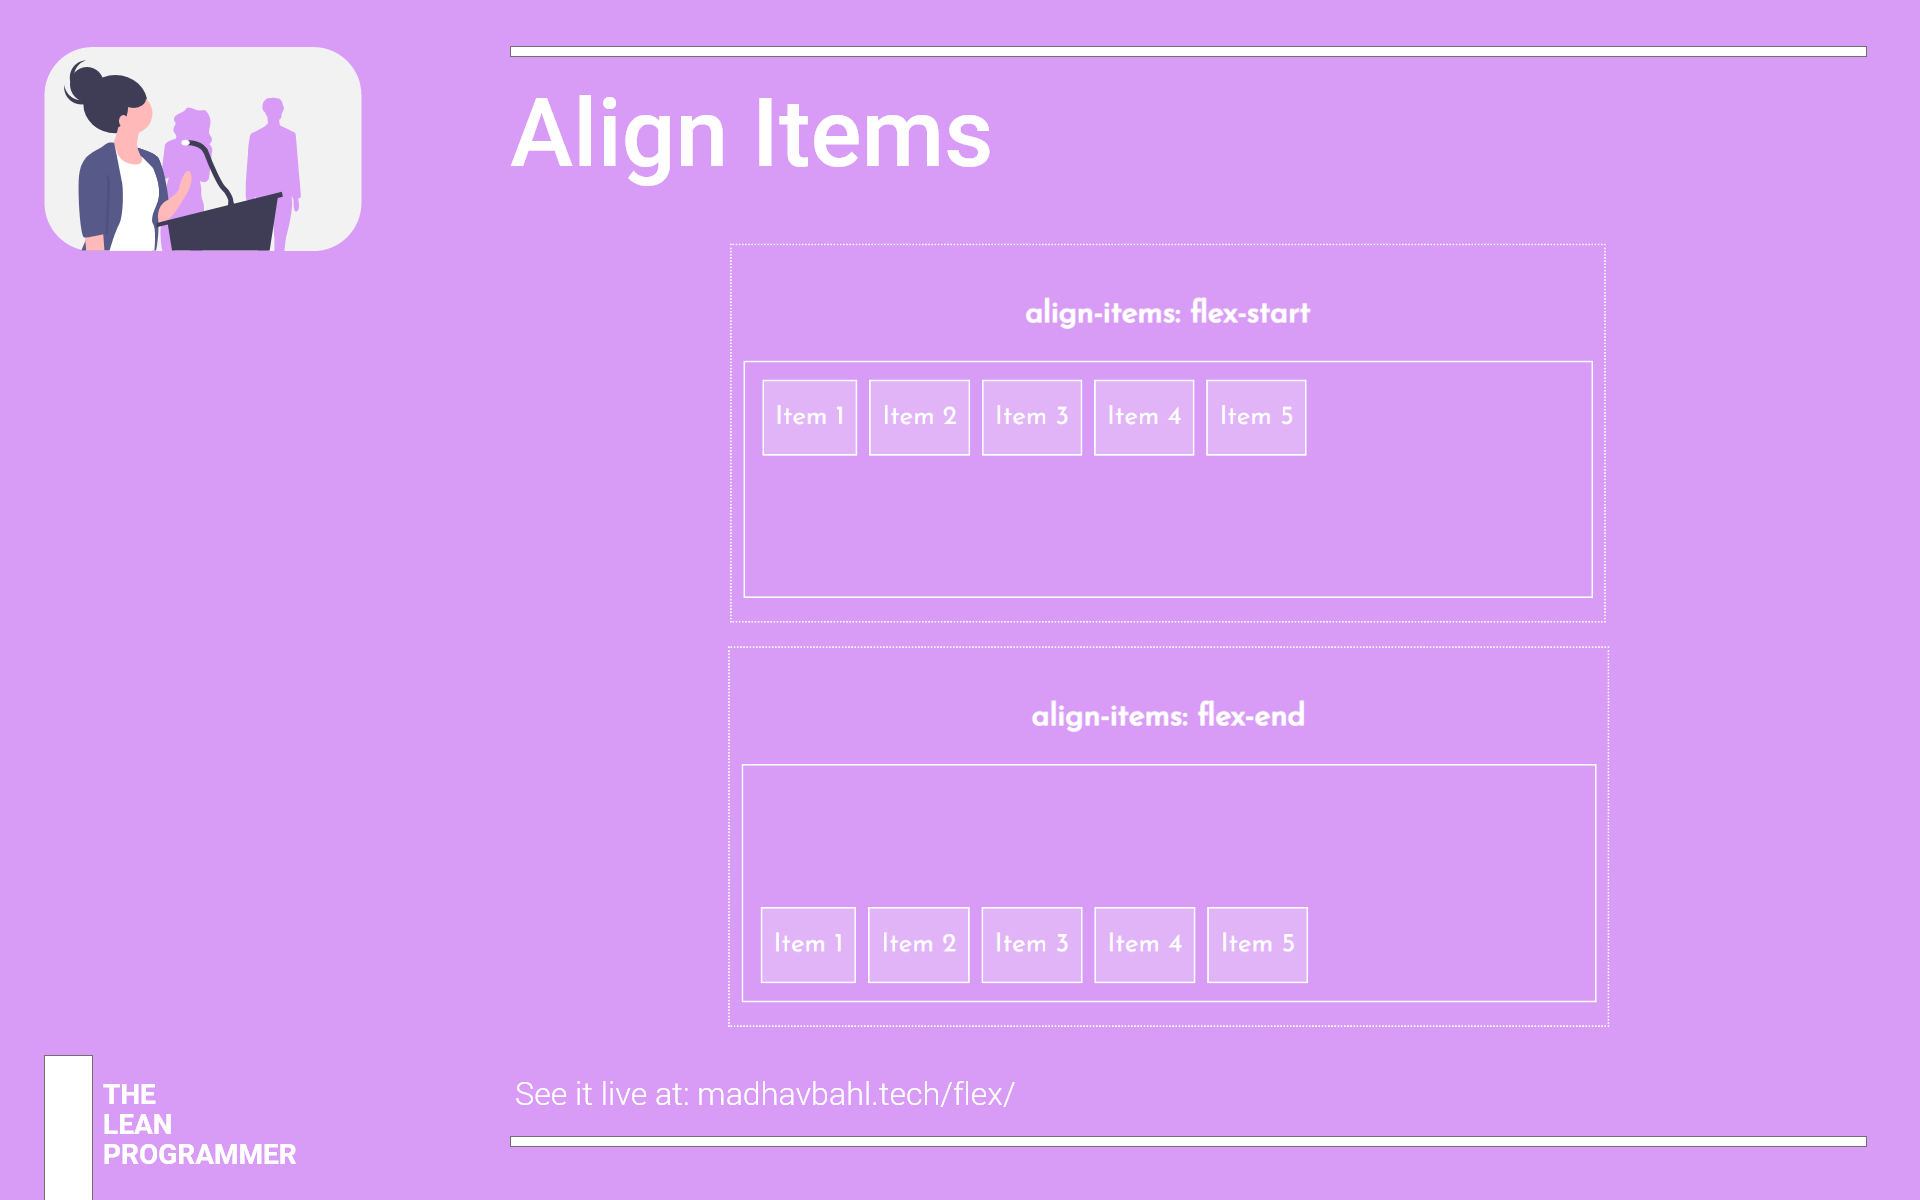 Align Items
align-items: flex-start
Item 1 Item 2 Item 3 Item 4 Item 5
align-items: flex-end
Item 1 Item 2 Item 3 Item 4 Item 5
See it live at: madhavbahl.tech/flex/
THE
LEAN
PROGRAMMER